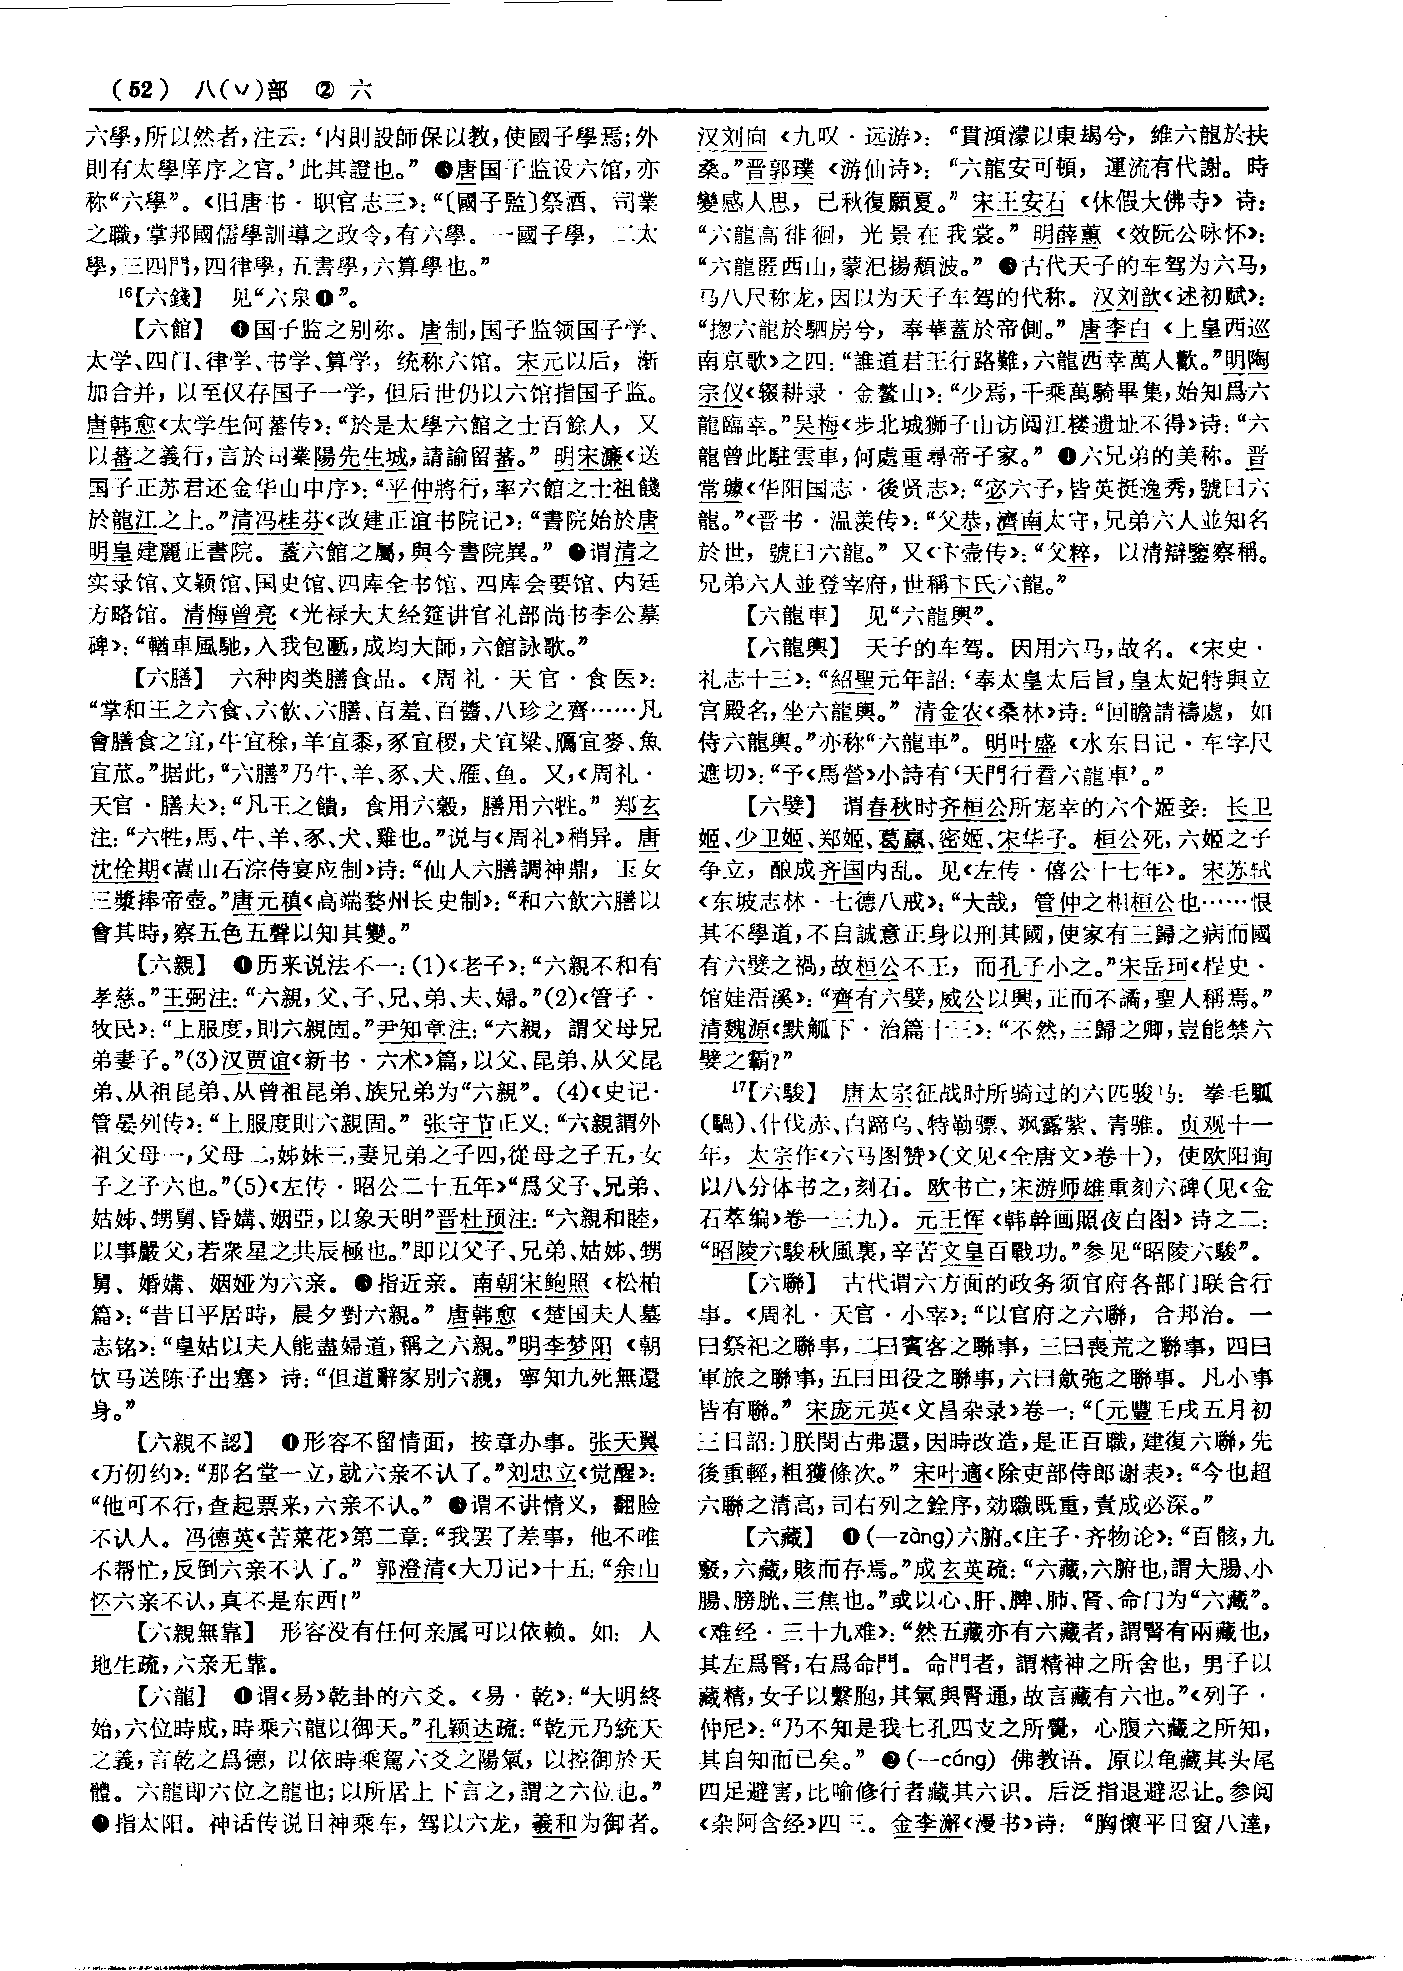 (52) 八(丷)部 ② 六
六學,所以然者,注云:‘内則設師保以教,使國子學焉;外
則有太學庠序之官。’此其證也。” ❸唐国子监设六馆,亦
称“六學”。《旧唐书·职官志三》:“〔國子監〕祭酒、司業
之職,掌邦國儒學訓導之政令,有六學。一國子學,二太
學,三四門,四律學,五書學,六算學也。”
16【六錢】 见“六泉❶”。
【六館】 ❶国子监之别称。唐制,国子监领国子学、
太学、四门、律学、书学、算学,统称六馆。宋元以后,渐
加合并,以至仅存国子一学,但后世仍以六馆指国子监。
唐韩愈《太学生何蕃传》:“於是太學六館之士百餘人,又
以蕃之義行,言於司業陽先生城,請諭留蕃。”明宋濂《送
国子正苏君还金华山中序》:“平仲將行,率六館之士祖餞
於龍江之上。”清冯桂芬《改建正谊书院记》:“書院始於唐
明皇建麗正書院。蓋六館之屬,與今書院異。” ❷谓清之
实录馆、文颖馆、国史馆、四库全书馆、四库会要馆、内廷
方略馆。清梅曾亮《光禄大夫经筵讲官礼部尚书李公墓
碑》:“輶車風馳,入我包匭,成均大師,六館詠歌。”
【六膳】 六种肉类膳食品。《周礼·天官·食医》:
“掌和王之六食、六飲、六膳、百羞、百醬、八珍之齊……凡
會膳食之宜,牛宜稌,羊宜黍,豕宜稷,犬宜粱、鴈宜麥、魚
宜苽。”据此,“六膳”乃牛、羊、豕、犬、雁、鱼。又,《周礼·
天官·膳夫》:“凡王之饋,食用六穀,膳用六牲。”郑玄
注:“六牲,馬、牛、羊、豕、犬、雞也。”说与《周礼》稍异。唐
沈佺期《嵩山石淙侍宴应制》诗:“仙人六膳調神鼎,玉女
三漿捧帝壺。”唐元稹《高端婺州长史制》:“和六飲六膳以
會其時,察五色五聲以知其變。”
【六親】 ❶历来说法不一:(1)《老子》:“六親不和有
孝慈。”王弼注:“六親,父、子、兄、弟、夫、婦。”(2)《管子·
牧民》:“上服度,則六親固。”尹知章注:“六親,謂父母兄
弟妻子。”(3)汉贾谊《新书·六术》篇,以父、昆弟、从父昆
弟、从祖昆弟、从曾祖昆弟、族兄弟为“六親”。(4)《史记·
管晏列传》:“上服度則六親固。”张守节正义:“六親謂外
祖父母一,父母二,姊妹三,妻兄弟之子四,從母之子五,女
子之子六也。”(5)《左传·昭公二十五年》“爲父子、兄弟、
姑姊、甥舅、昏媾、姻亞,以象天明”晋杜预注:“六親和睦,
以事嚴父,若衆星之共辰極也。”即以父子、兄弟、姑姊、甥
舅、婚媾、姻娅为六亲。 ❷指近亲。南朝宋鲍照《松柏
篇》:“昔日平居時,晨夕對六親。”唐韩愈《楚国夫人墓
志铭》:“皇姑以夫人能盡婦道,稱之六親。”明李梦阳《朝
饮马送陈子出塞》诗:“但道辭家别六親,寧知九死無還
身。”
【六親不認】 ❶形容不留情面,按章办事。张天翼
《万仞约》:“那名堂一立,就六亲不认了。”刘忠立《觉醒》:
“他可不行,查起票来,六亲不认。” ❷谓不讲情义,翻脸
不认人。冯德英《苦菜花》第二章:“我罢了差事,他不唯
不帮忙,反倒六亲不认了。”郭澄清《大刀记》十五:“余山
怀六亲不认,真不是东西!”
【六親無靠】 形容没有任何亲属可以依赖。如:人
地生疏,六亲无靠。
【六龍】 ❶谓《易》乾卦的六爻。《易·乾》:“大明終
始,六位時成,時乘六龍以御天。”孔颖达疏:“乾元乃統天
之義,言乾之爲德,以依時乘駕六爻之陽氣,以控御於天
體。六龍即六位之龍也;以所居上下言之,謂之六位也。”
❷指太阳。神话传说日神乘车,驾以六龙,羲和为御者。
汉刘向《九叹·远游》:“貫澒濛以東朅兮,維六龍於扶
桑。”晋郭璞《游仙诗》:“六龍安可頓,運流有代謝。時
變感人思,已秋復願夏。”宋王安石《休假大佛寺》诗:
“六龍高徘徊,光景在我裳。”明薛蕙《效阮公咏怀》:
“六龍匿西山,濛汜揚頹波。” ❸古代天子的车驾为六马,
马八尺称龙,因以为天子车驾的代称。汉刘歆《述初赋》:
“揔六龍於駟房兮,奉華蓋於帝側。”唐李白《上皇西巡
南京歌》之四:“誰道君王行路難,六龍西幸萬人歡。”明陶
宗仪《辍耕录·金鳌山》:“少焉,千乘萬騎畢集,始知爲六
龍臨幸。”吴梅《步北城狮子山访阅江楼遗址不得》诗:“六
龍曾此駐雲車,何處重尋帝子家。” ❹六兄弟的美称。晋
常璩《华阳国志·後贤志》:“宓六子,皆英挺逸秀,號曰六
龍。”《晋书·温羡传》:“父恭,濟南太守,兄弟六人並知名
於世,號曰六龍。”又《卞壶传》:“父粹,以清辯鑒察稱。
兄弟六人並登宰府,世稱卞氏六龍。”
【六龍車】 见“六龍輿”。
【六龍輿】 天子的车驾。因用六马,故名。《宋史·
礼志十三》:“紹聖元年詔:‘奉太皇太后旨,皇太妃特與立
宫殿名,坐六龍輿。”清金农《桑林》诗:“回瞻請禱處,如
侍六龍輿。”亦称“六龍車”。明叶盛《水东日记·车字尺
遮切》:“予《馬營》小詩有‘天門行看六龍車’。”
【六嬖】 谓春秋时齐桓公所宠幸的六个姬妾:长卫
姬、少卫姬、郑姬、葛嬴、密姬、宋华子。桓公死,六姬之子
争立,酿成齐国内乱。见《左传·僖公十七年》。宋苏轼
《东坡志林·七德八戒》:“大哉,管仲之相桓公也……恨
其不學道,不自誠意正身以刑其國,使家有三歸之病而國
有六嬖之禍,故桓公不王,而孔子小之。”宋岳珂《桯史·
馆娃浯溪》:“齊有六嬖,威公以興,正而不譎,聖人稱焉。”
清魏源《默觚下·治篇十三》:“不然,三歸之卿,豈能禁六
嬖之霸?”
17【六駿】 唐太宗征战时所骑过的六匹骏马:拳毛䯄
(騧)、什伐赤、白蹄乌、特勒骠、飒露紫、青骓。贞观十一
年,太宗作《六马图赞》(文见《全唐文》卷十),使欧阳询
以八分体书之,刻石。欧书亡,宋游师雄重刻六碑(见《金
石萃编》卷一三九)。元王恽《韩幹画照夜白图》诗之二:
“昭陵六駿秋風裏,辛苦文皇百戰功。”参见“昭陵六駿”。
【六聯】 古代谓六方面的政务须官府各部门联合行
事。《周礼·天官·小宰》:“以官府之六聯,合邦治。一
曰祭祀之聯事,二曰賓客之聯事,三曰喪荒之聯事,四曰
軍旅之聯事,五曰田役之聯事,六曰歛弛之聯事。凡小事
皆有聯。”宋庞元英《文昌杂录》卷一:“〔元豐壬戌五月初
三日詔:〕朕閔古弗還,因時改造,是正百職,建復六聯,先
後重輕,粗獲條次。”宋叶適《除吏部侍郎谢表》:“今也超
六聯之清高,司右列之銓序,効職既重,責成必深。”
【六藏】 ❶(—zàng)六腑。《庄子·齐物论》:“百骸,九
竅,六藏,賅而存焉。”成玄英疏:“六藏,六腑也,謂大腸、小
腸、膀胱、三焦也。”或以心、肝、脾、肺、肾、命门为“六藏”。
《难经·三十九难》:“然五藏亦有六藏者,謂腎有兩藏也,
其左爲腎,右爲命門。命門者,謂精神之所舍也,男子以
藏精,女子以繫胞,其氣與腎通,故言藏有六也。”《列子·
仲尼》:“乃不知是我七孔四支之所覺,心腹六藏之所知,
其自知而已矣。” ❷(—cáng)佛教语。原以龟藏其头尾
四足避害,比喻修行者藏其六识。后泛指退避忍让。参阅
《杂阿含经》四三。金李澥《漫书》诗:“胸懷平日窗八達,